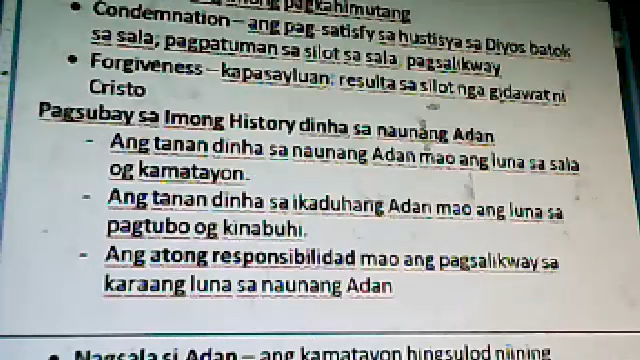 pagkahimutang
• Condemnation – ang pag-satisfy sa hustisya sa Diyos batok
sa sala; pagpatuman sa silot sa sala; pagsalikway
• Forgiveness – kapasayluan; resulta sa silot nga gidawat ni
Cristo
Pagsubay sa Imong History dinha sa naunang Adan
- Ang tanan dinha sa naunang Adan mao ang luna sa sala
og kamatayon.
- Ang tanan dinha sa ikaduhang Adan mao ang luna sa
pagtubo og kinabuhi.
- Ang atong responsibilidad mao ang pagsalikway sa
karaang luna sa naunang Adan
• Nagsala si Adan – ang kamatayon hingsulod niining